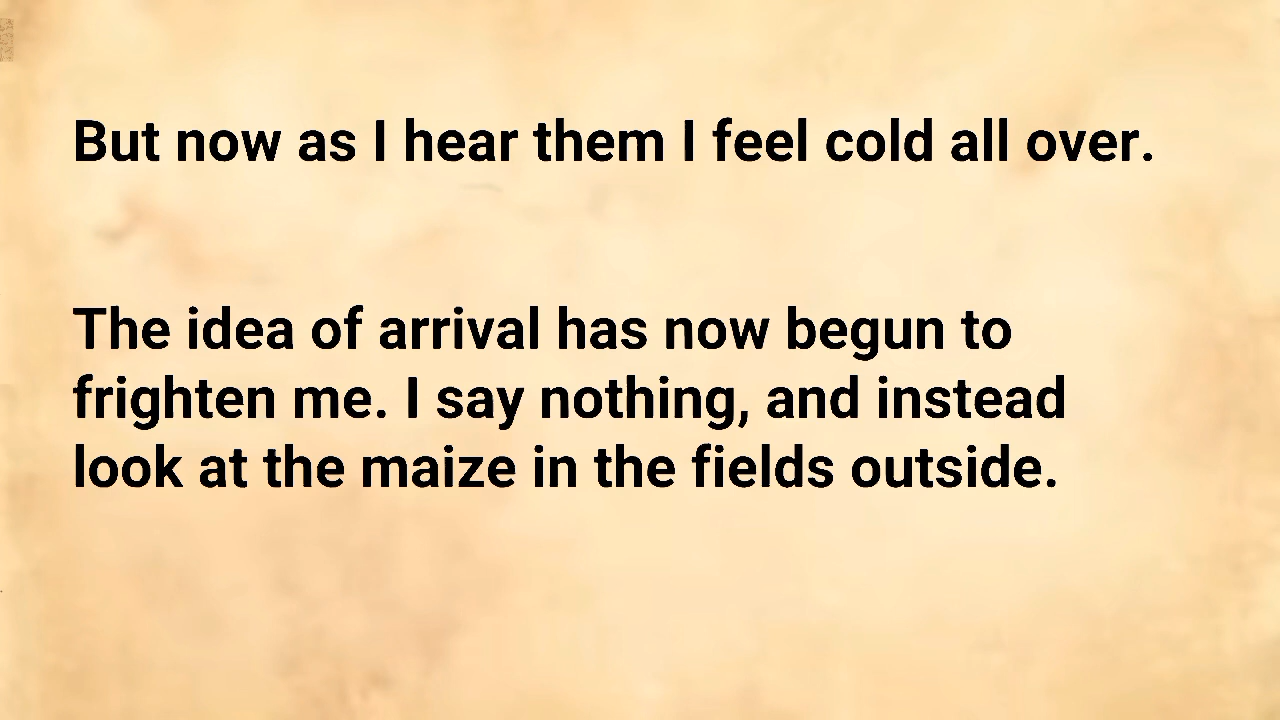 But now as I hear them I feel cold all over.
The idea of arrival has now begun to
frighten me. I say nothing, and instead
look at the maize in the fields outside.